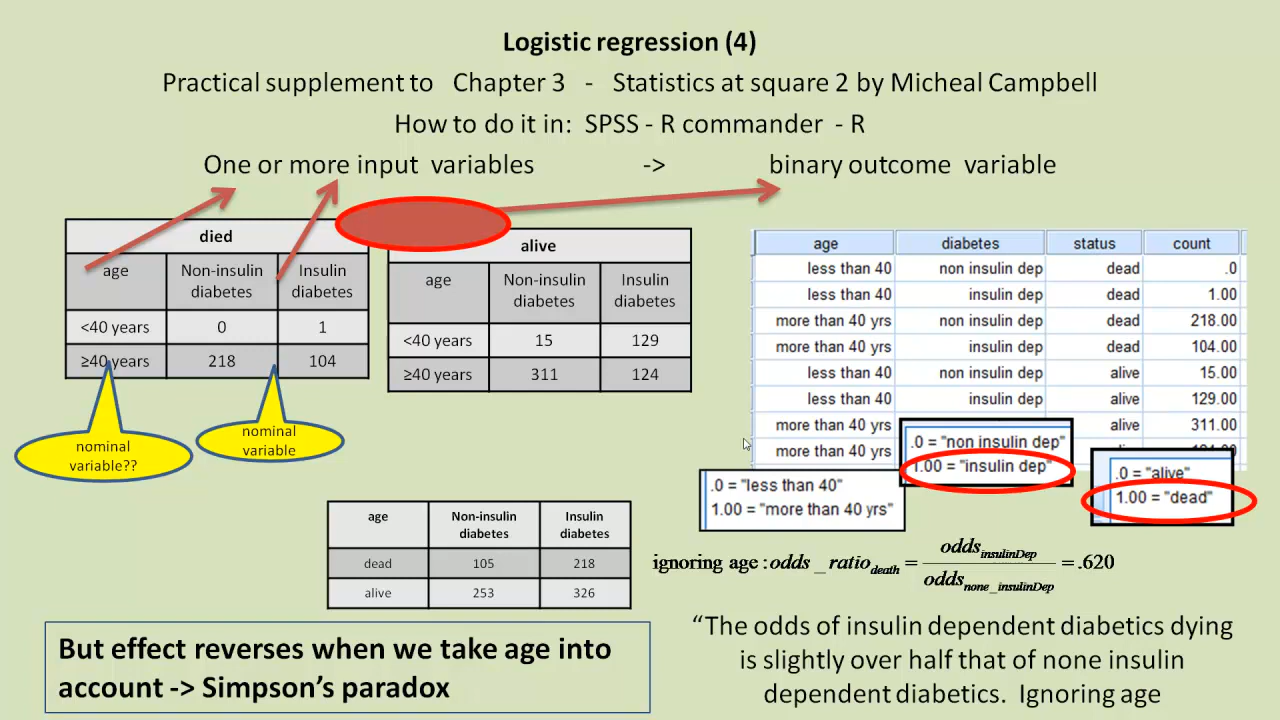 Logistic regression (4)
Practical supplement to Chapter 3 - Statistics at square 2 by Micheal Campbell
How to do it in: SPSS - R commander - R
One or more input variables -> binary outcome variable
died
age Non-insulin diabetes Insulin diabetes
<40 years 0 1
≥40 years 218 104
alive
age Non-insulin diabetes Insulin diabetes
<40 years 15 129
≥40 years 311 124
nominal
variable??
nominal
variable
age diabetes status count
less than 40 non insulin dep dead .0
less than 40 insulin dep dead 1.00
more than 40 yrs non insulin dep dead 218.00
more than 40 yrs insulin dep dead 104.00
less than 40 non insulin dep alive 15.00
less than 40 insulin dep alive 129.00
more than 40 yrs alive 311.00
more than 40 yrs
.0 = "non insulin dep"
1.00 = "insulin dep"
.0 = "alive"
1.00 = "dead"
.0 = "less than 40"
1.00 = "more than 40 yrs"
age Non-insulin diabetes Insulin diabetes
dead 105 218
alive 253 326
ignoring age : odds_ratio death = odds insulinDep / odds none_insulinDep = .620
But effect reverses when we take age into
account -> Simpson's paradox
“The odds of insulin dependent diabetics dying
is slightly over half that of none insulin
dependent diabetics. Ignoring age